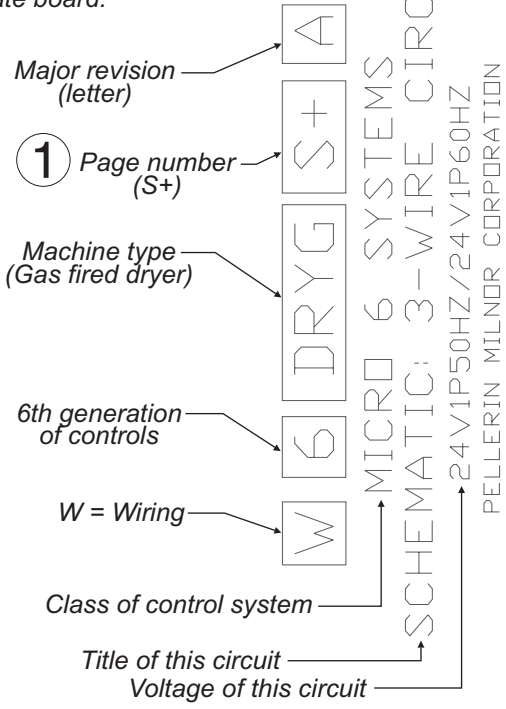 ate board.
Major revision
(letter)
A
1
Page number
(S+)
S+
Machine type
(Gas fired dryer)
DRYG
6th generation
of controls
6
W = Wiring
W
MICRO 6 SYSTEMS
SCHEMATIC: 3-WIRE CIRC
24V1P50HZ/24V1P60HZ
PELLERIN MILNOR CORPORATION
Class of control system
Title of this circuit
Voltage of this circuit